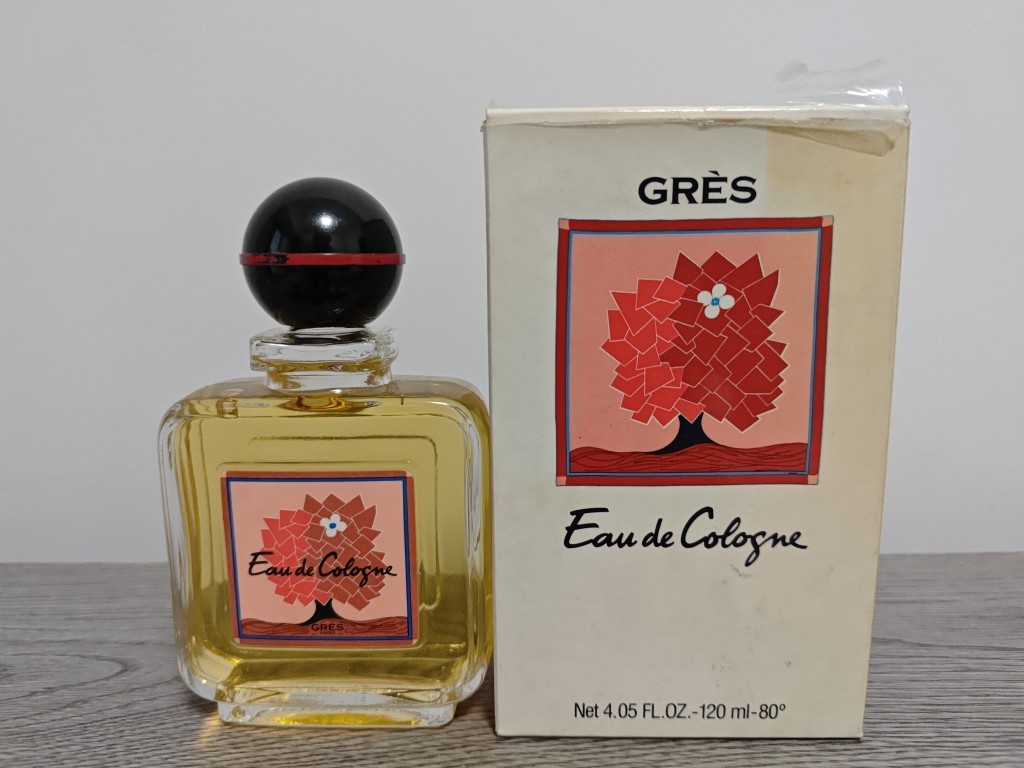 Eau de Cologne
GRÈS
GRÈS
Eau de Cologne
Net 4.05 FL.OZ.-120 ml-80°